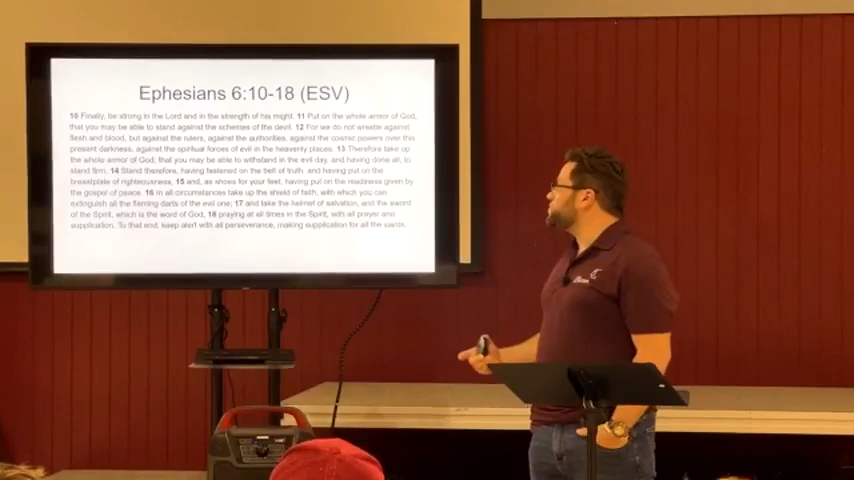 Ephesians 6:10-18 (ESV)
10 Finally, be strong in the Lord and in the strength of his might. 11 Put on the whole armor of God,
that you may be able to stand against the schemes of the devil. 12 For we do not wrestle against
flesh and blood, but against the rulers, against the authorities, against the cosmic powers over this
present darkness, against the spiritual forces of evil in the heavenly places. 13 Therefore take up
the whole armor of God, that you may be able to withstand in the evil day, and having done all, to
stand firm. 14 Stand therefore, having fastened on the belt of truth, and having put on the
breastplate of righteousness, 15 and, as shoes for your feet, having put on the readiness given by
the gospel of peace. 16 In all circumstances take up the shield of faith, with which you can
extinguish all the flaming darts of the evil one; 17 and take the helmet of salvation, and the sword
of the Spirit, which is the word of God, 18 praying at all times in the Spirit, with all prayer and
supplication. To that end, keep alert with all perseverance, making supplication for all the saints,